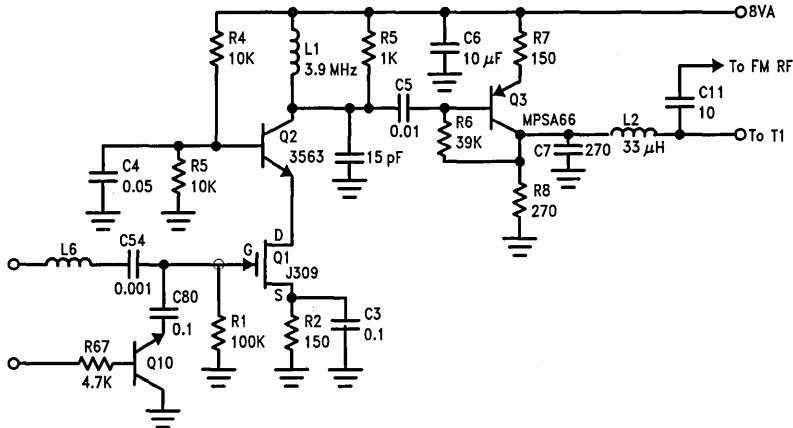 8VA
R4
10K
L1
3.9 MHz
R5
1K
C6
10 μF
R7
150
To FM RF
C11
10
C5
0.01
Q3
MPSA66
R6
39K
L2
33 μH
To T1
C7
270
Q2
3563
15 pF
C4
0.05
R5
10K
R8
270
L6
C54
0.001
G
D
Q1
J309
S
C80
0.1
R1
100K
R2
150
C3
0.1
R67
4.7K
Q10